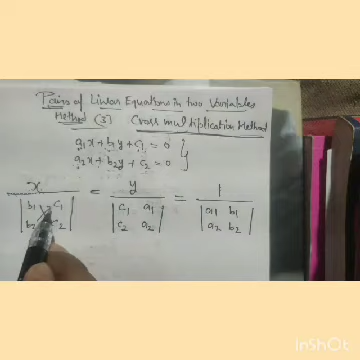 Pairs of Linear Equations in two Variables
Method (3) Cross multiplication Method
a1x + b1y + c1 = 0 }
a2x + b2y + c2 = 0
x = y = 1
| b1 c1 | | c1 a1 | | a1 b1 |
| b2 c2 | | c2 a2 | | a2 b2 |
InShOt